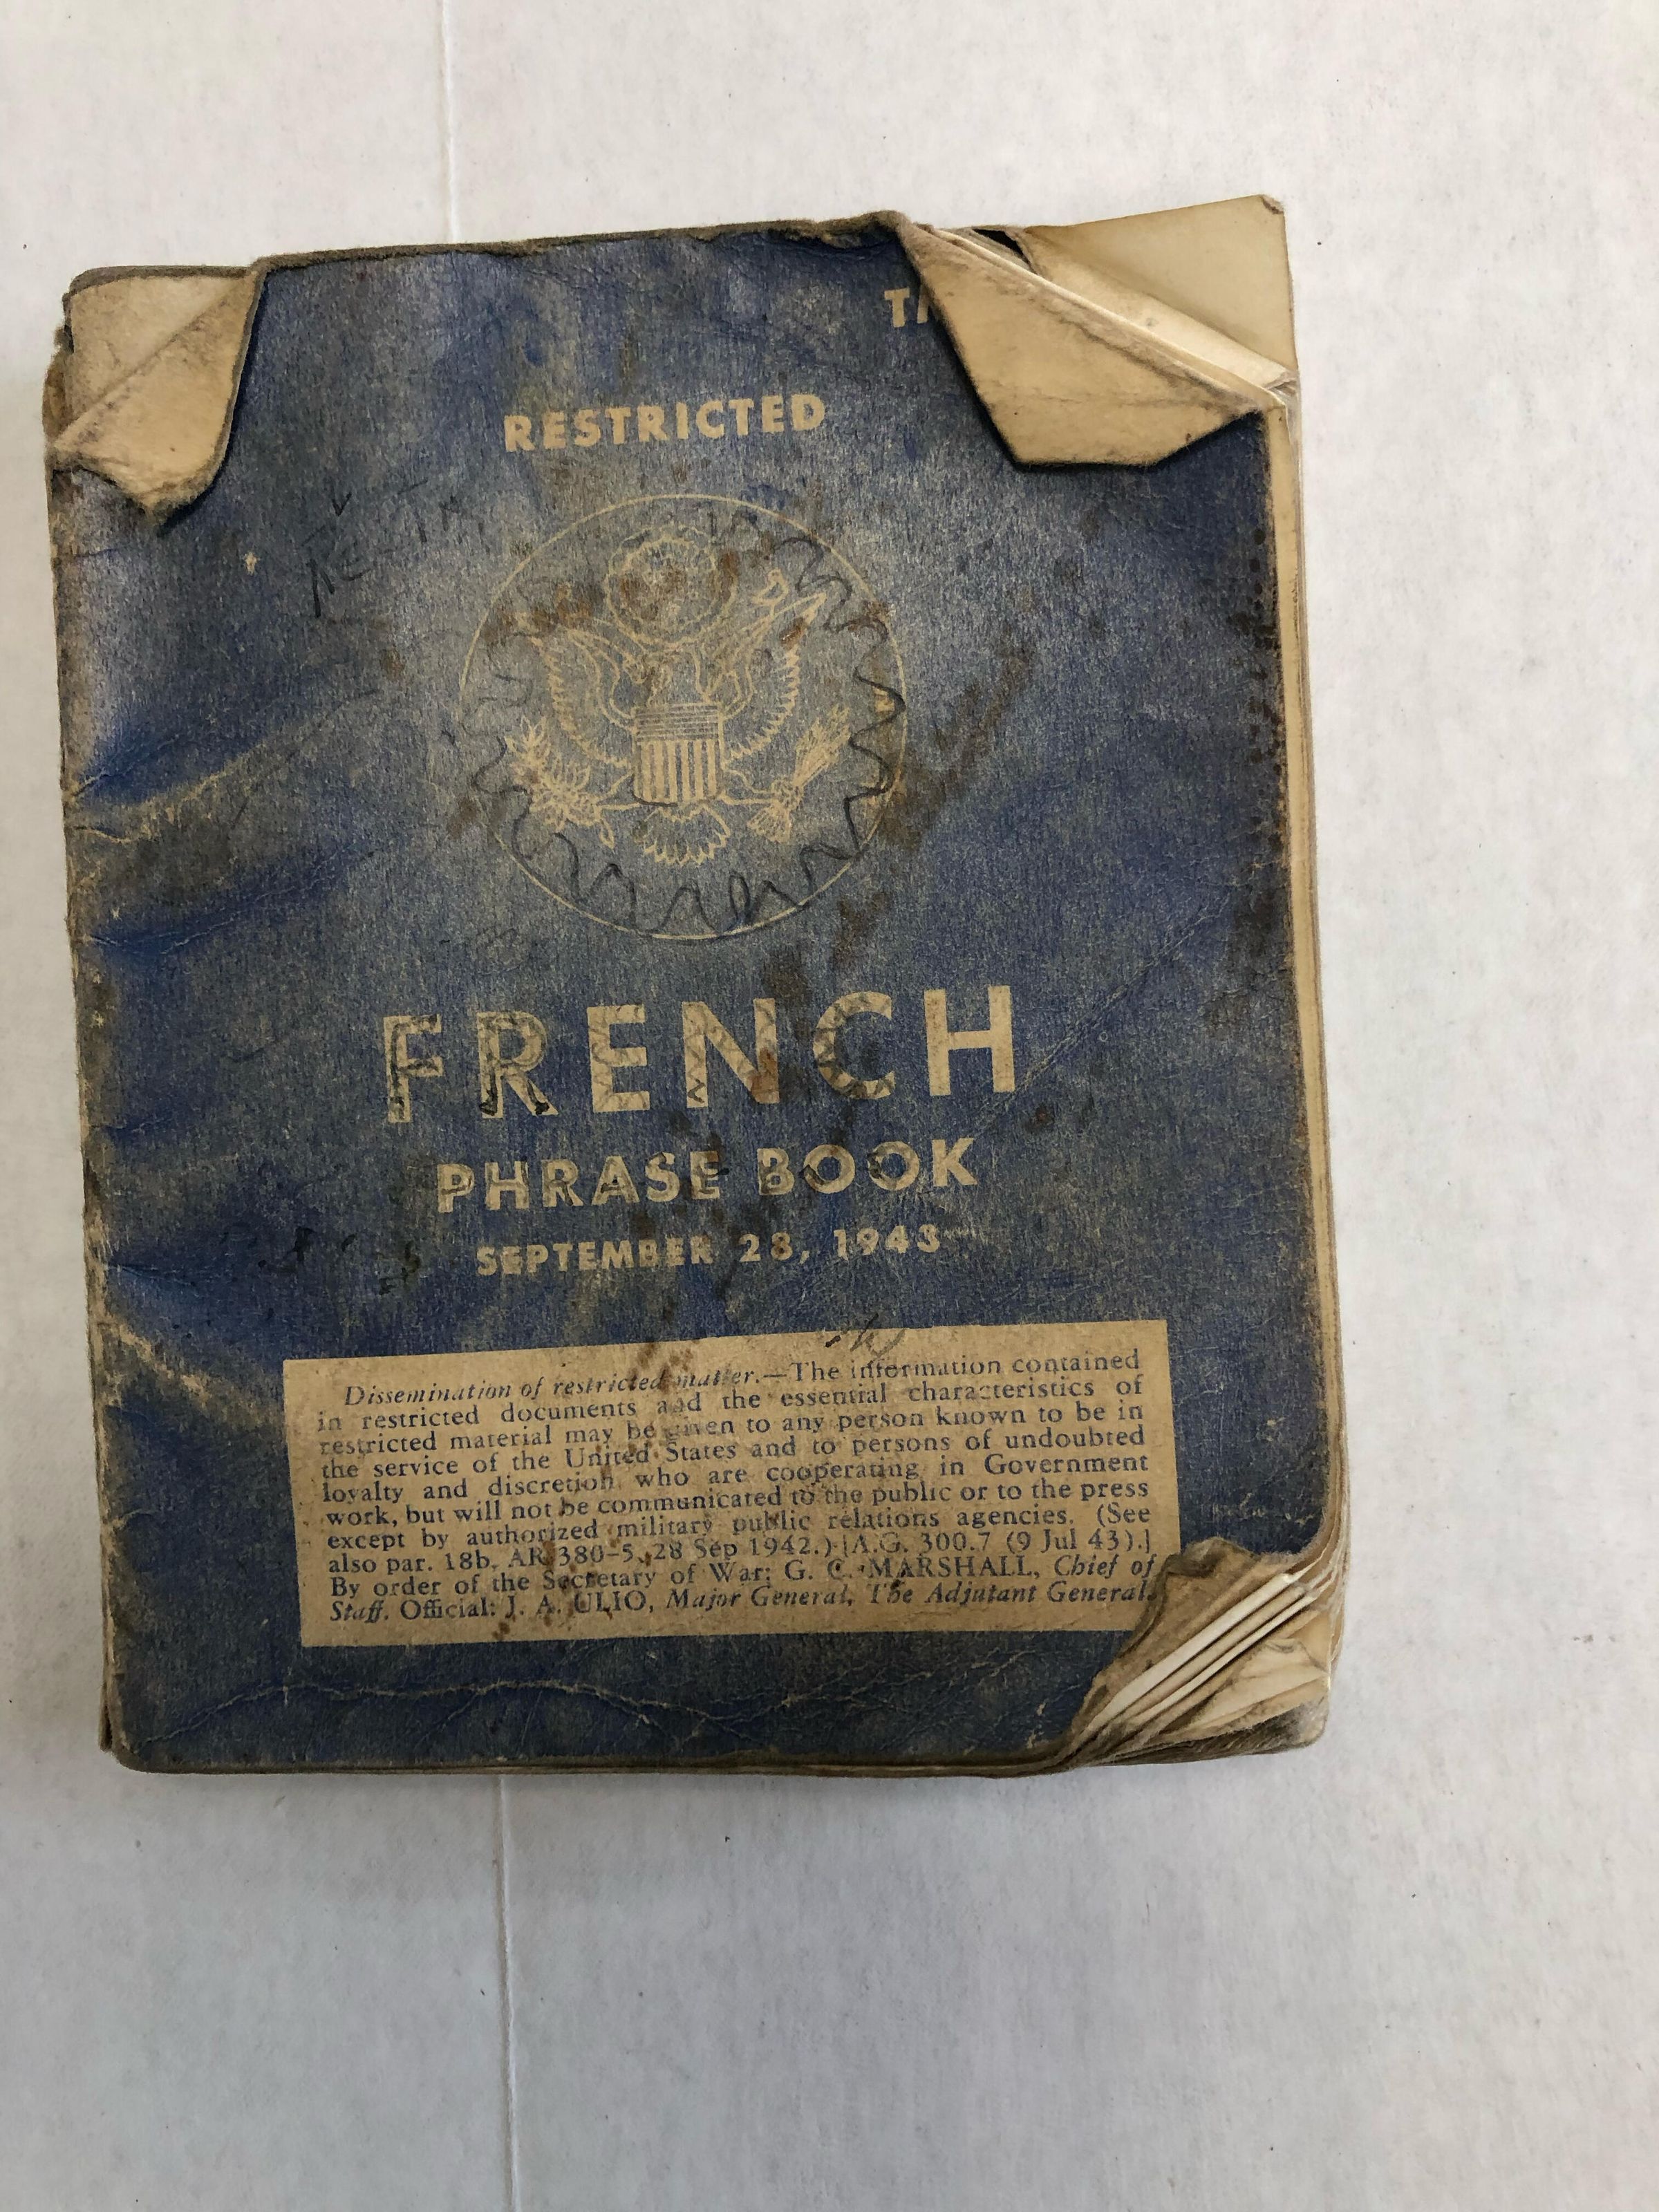 RESTRICTED
FRENCH
PHRASE BOOK
SEPTEMBER 28, 1943
Dissemination of restricted matter.—The information contained
in restricted documents and the essential characteristics of
restricted material may be given to any person known to be in
the service of the United States and to persons of undoubted
loyalty and discretion who are cooperating in Government
work, but will not be communicated to the public or to the press
except by authorized military public relations agencies. (See
also par. 18b, AR 380-5, 28 Sep 1942.) [A.G. 300.7 (9 Jul 43).]
By order of the Secretary of War: G. C. MARSHALL, Chief of
Staff. Official: J. A. ULIO, Major General, The Adjutant General.